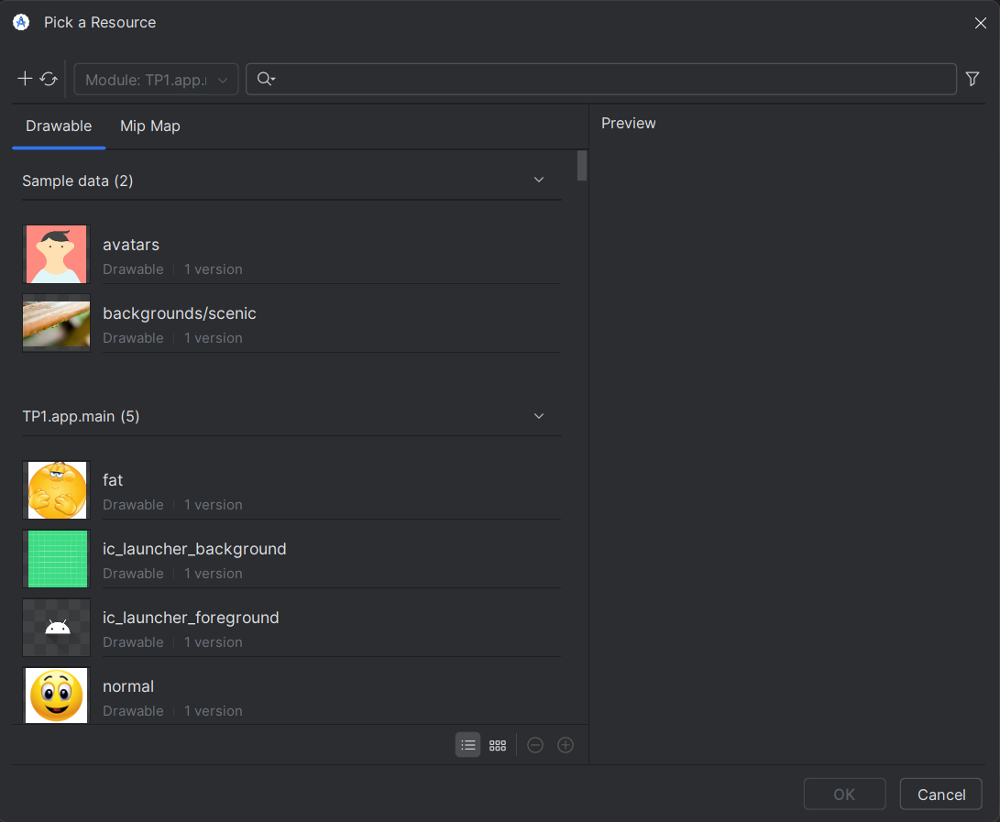 Pick a Resource
Module: TP1.app.
Drawable
Mip Map
Preview
Sample data (2)
avatars
Drawable | 1 version
backgrounds/scenic
Drawable | 1 version
TP1.app.main (5)
fat
Drawable | 1 version
ic_launcher_background
Drawable | 1 version
ic_launcher_foreground
Drawable | 1 version
normal
Drawable | 1 version
OK
Cancel